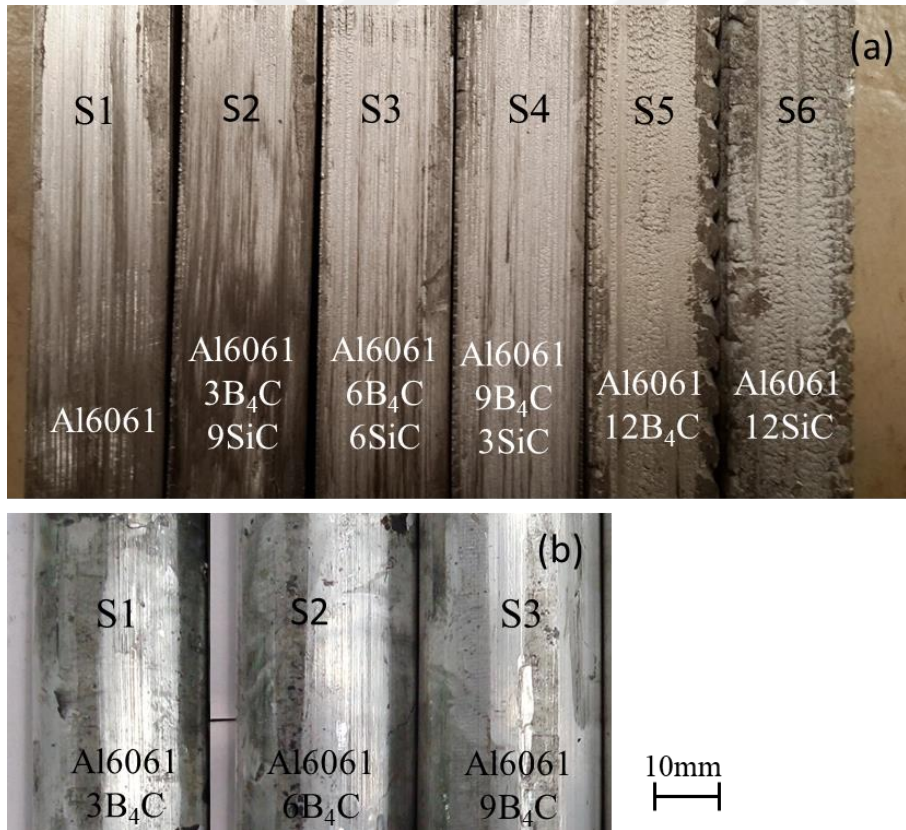 (a)
S1
S2
S3
S4
S5
S6
Al6061
Al6061
3B₄C
9SiC
Al6061
6B₄C
6SiC
Al6061
9B₄C
3SiC
Al6061
12B₄C
Al6061
12SiC
(b)
S1
S2
S3
Al6061
3B₄C
Al6061
6B₄C
Al6061
9B₄C
10mm